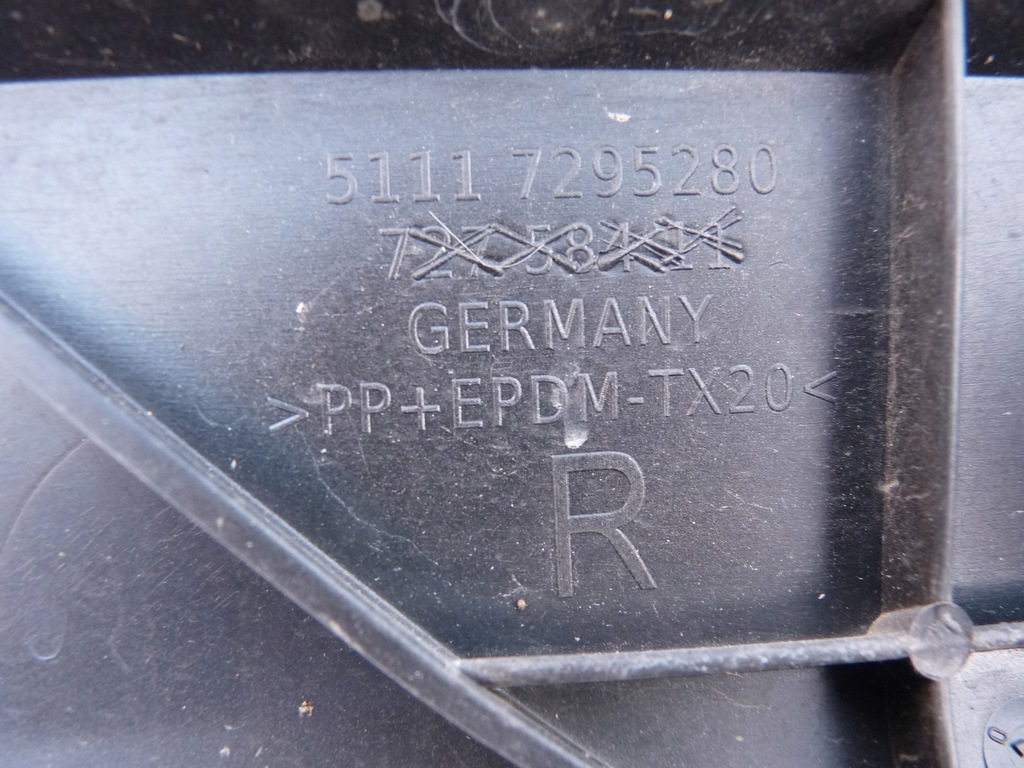 5111 7295280
GERMANY
>PP+EPDM-TX20<
R